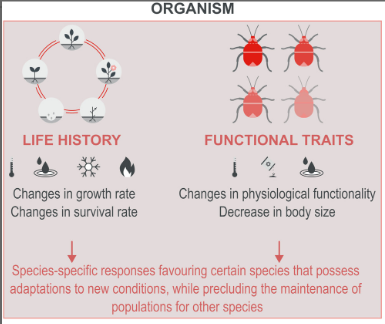 ORGANISM
LIFE HISTORY
FUNCTIONAL TRAITS
Changes in growth rate
Changes in survival rate
Changes in physiological functionality
Decrease in body size
Species-specific responses favouring certain species that possess
adaptations to new conditions, while precluding the maintenance of
populations for other species